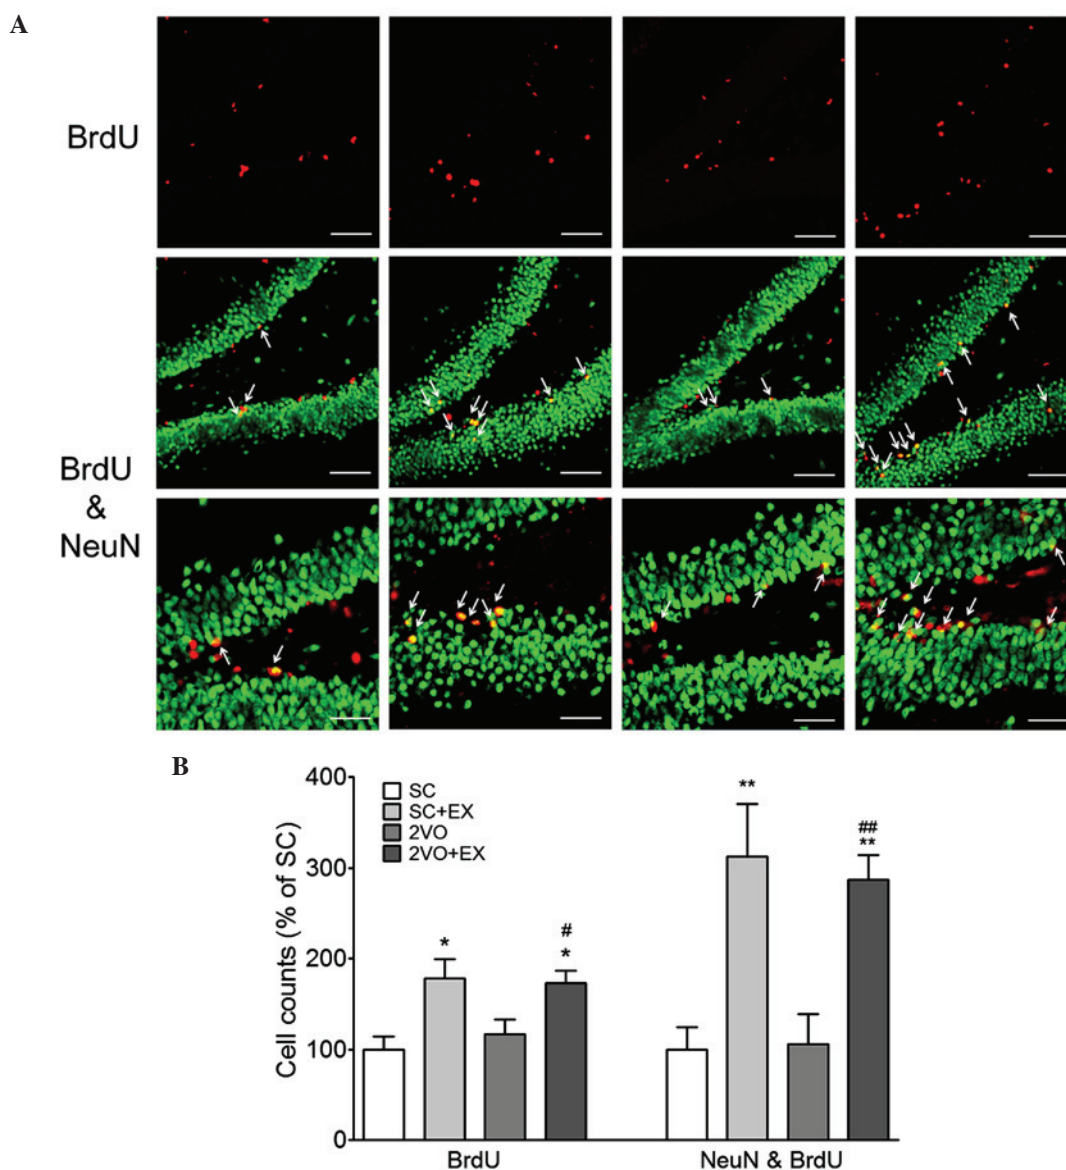 A
BrdU
BrdU
&
NeuN
B
Cell counts (% of SC)
400
300
200
100
0
SC
SC+EX
2VO
2VO+EX
*
#
*
**
##
**
BrdU
NeuN & BrdU